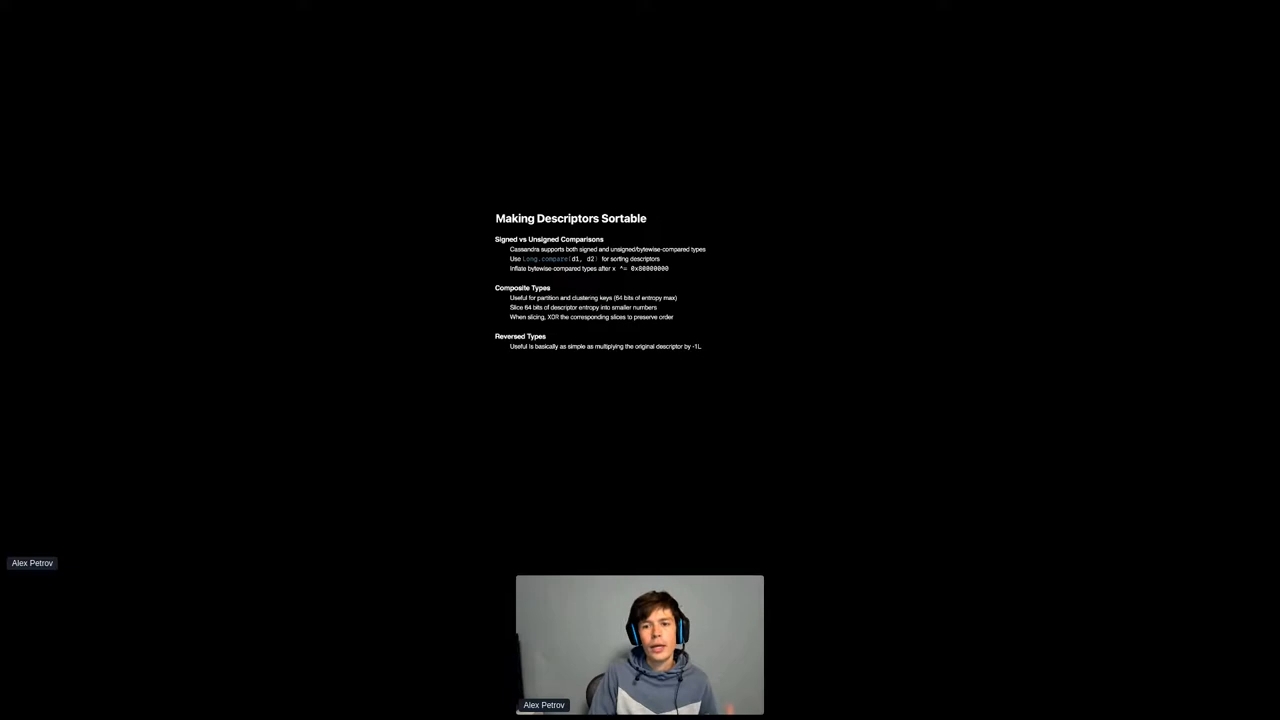 Making Descriptors Sortable
Signed vs Unsigned Comparisons
Cassandra supports both signed and unsigned/bytewise-compared types
Use Long.compare(d1, d2) for sorting descriptors
Inflate bytewise-compared types after x ^= 0x80000000
Composite Types
Useful for partition and clustering keys (64 bits of entropy max)
Slice 64 bits of descriptor entropy into smaller numbers
When slicing, XOR the corresponding slices to preserve order
Reversed Types
Useful is basically as simple as multiplying the original descriptor by -1L
Alex Petrov
Alex Petrov